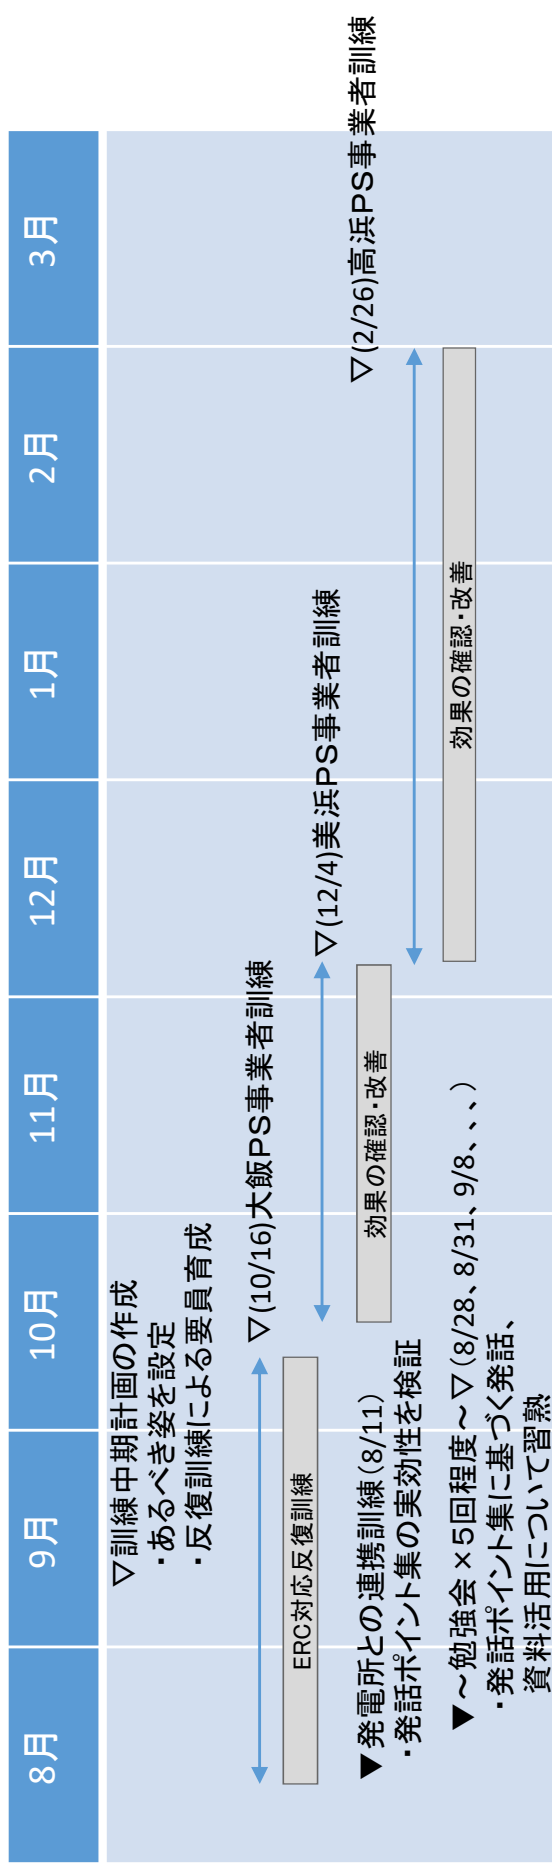 8月
9月
10月
11月
12月
1月
2月
3月
▽訓練中期計画の作成
・あるべき姿を設定
・反復訓練による要員育成
▽(10/16)大飯PS事業者訓練
ERC対応反復訓練
▽(12/4)美浜PS事業者訓練
▽(2/26)高浜PS事業者訓練
▼発電所との連携訓練(8/11)
・発話ポイント集の実効性を検証
効果の確認・改善
効果の確認・改善
▼～勉強会×5回程度～▽(8/28、8/31、9/8、、、)
・発話ポイント集に基づく発話、
資料活用について習熟